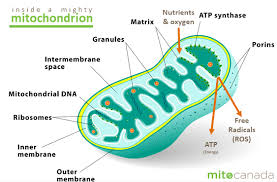 inside a mighty
mitochondrion
Matrix
Nutrients
& oxygen
ATP synthase
Granules
Porins
Intermembrane
space
Mitochondrial DNA
Ribosomes
Free
Radicals
(ROS)
ATP
(Energy)
Inner
membrane
Outer
membrane
mitocanada